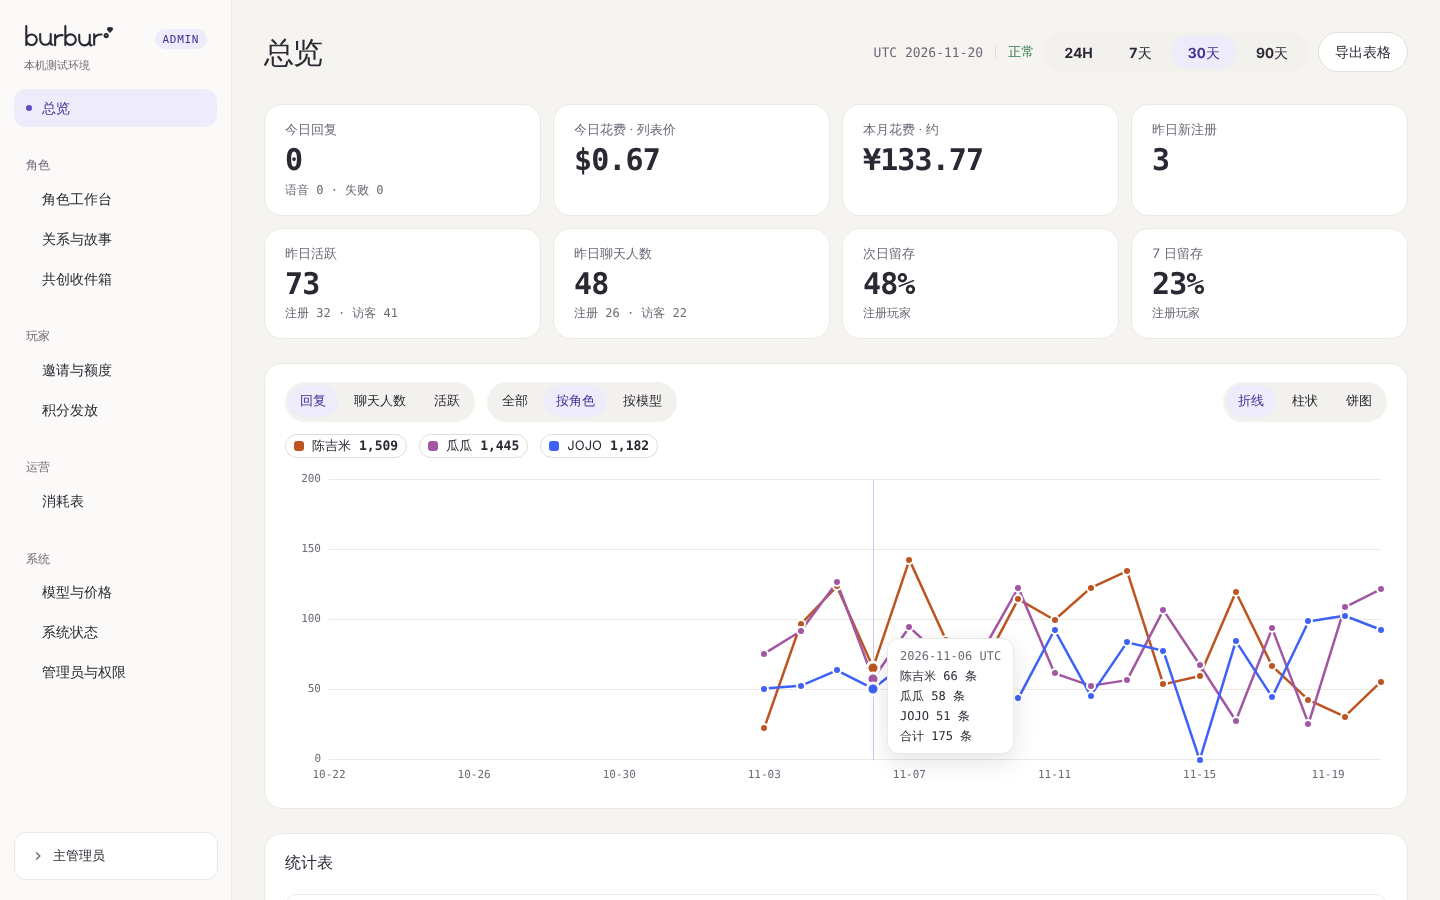 burbur
ADMIN
本机测试环境
总览
角色
角色工作台
关系与故事
共创收件箱
玩家
邀请与额度
积分发放
运营
消耗表
系统
模型与价格
系统状态
管理员与权限
主管理员
总览
UTC 2026-11-20
正常
24H
7天
30天
90天
导出表格
今日回复
0
语音 0 · 失败 0
今日花费 · 列表价
$0.67
本月花费 · 约
¥133.77
昨日新注册
3
昨日活跃
73
注册 32 · 访客 41
昨日聊天人数
48
注册 26 · 访客 22
次日留存
48%
注册玩家
7 日留存
23%
注册玩家
回复
聊天人数
活跃
全部
按角色
按模型
折线
柱状
饼图
陈吉米 1,509
瓜瓜 1,445
JOJO 1,182
200
150
100
50
0
2026-11-06 UTC
陈吉米 66 条
瓜瓜 58 条
JOJO 51 条
合计 175 条
10-22
10-26
10-30
11-03
11-07
11-11
11-15
11-19
统计表